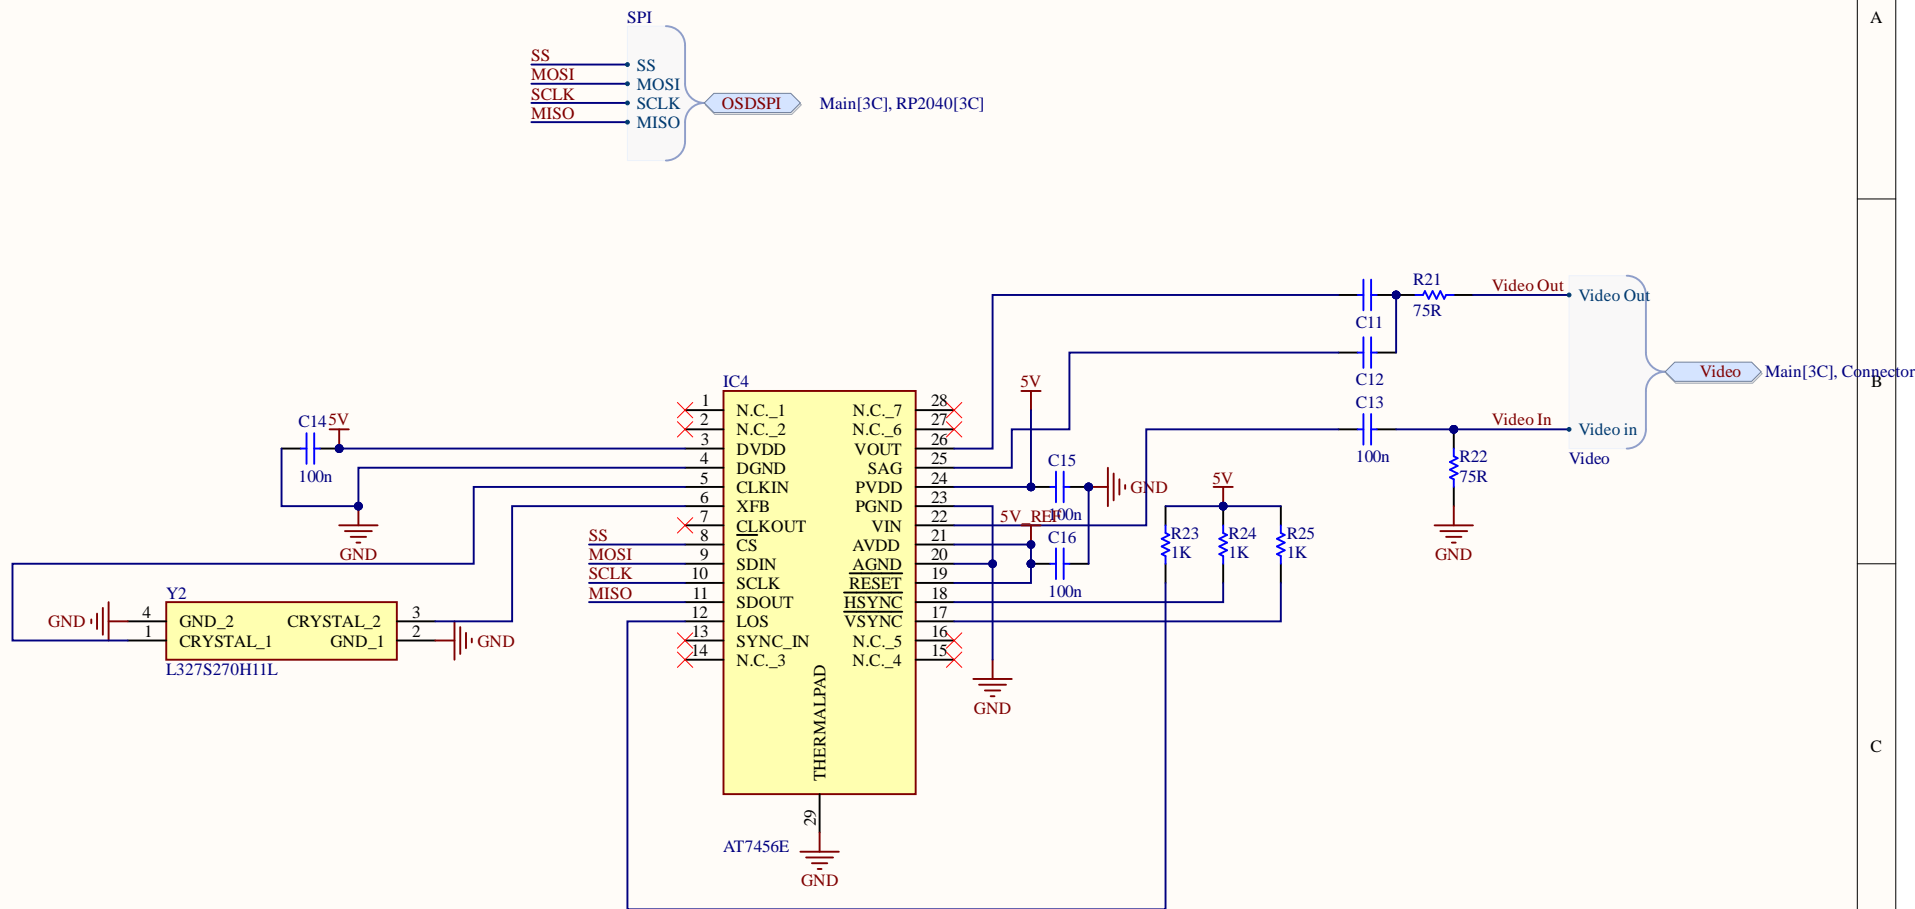 A
SPI
SS
MOSI
SCLK
MISO
SS
MOSI
SCLK
MISO
OSDSPI
Main[3C], RP2040[3C]
R21
75R
Video Out
Video Out
C11
C12
Video
Main[3C], Connector
B
C13
100n
Video In
Video in
Video
R22
75R
GND
IC4
5V
C14
5V
100n
GND
1
2
3
4
5
6
7
8
9
10
11
12
13
14
N.C._1
N.C._2
DVDD
DGND
CLKIN
XFB
CLKOUT
CS
SDIN
SCLK
SDOUT
LOS
SYNC_IN
N.C._3
N.C._7
N.C._6
VOUT
SAG
PVDD
PGND
VIN
AVDD
AGND
RESET
HSYNC
VSYNC
N.C._5
N.C._4
28
27
26
25
24
23
22
21
20
19
18
17
16
15
SS
MOSI
SCLK
MISO
C15
100n
GND
5V_REF
C16
100n
5V
R23
1K
R24
1K
R25
1K
GND
Y2
GND
4
1
GND_2
CRYSTAL_1
CRYSTAL_2
GND_1
3
2
GND
L327S270H11L
THERMALPAD
29
AT7456E
GND
C